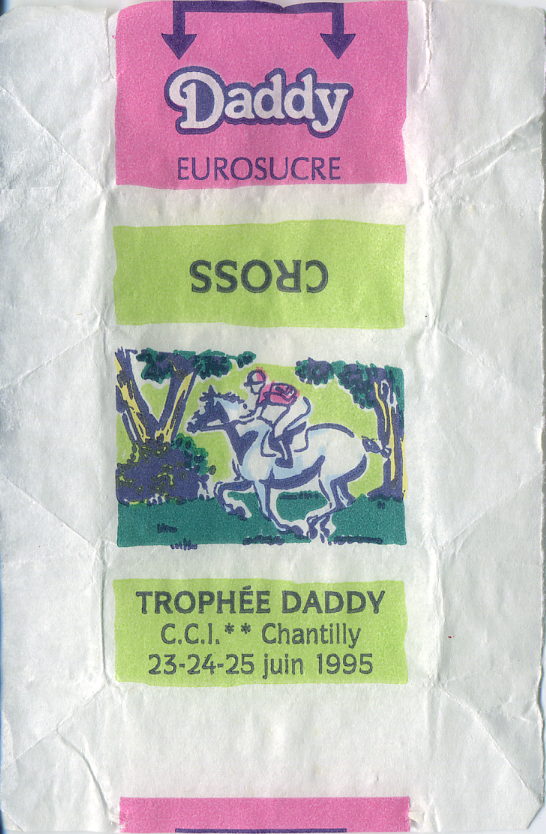 Daddy
EUROSUCRE
CROSS
TROPHÉE DADDY
C.C.I.** Chantilly
23-24-25 juin 1995